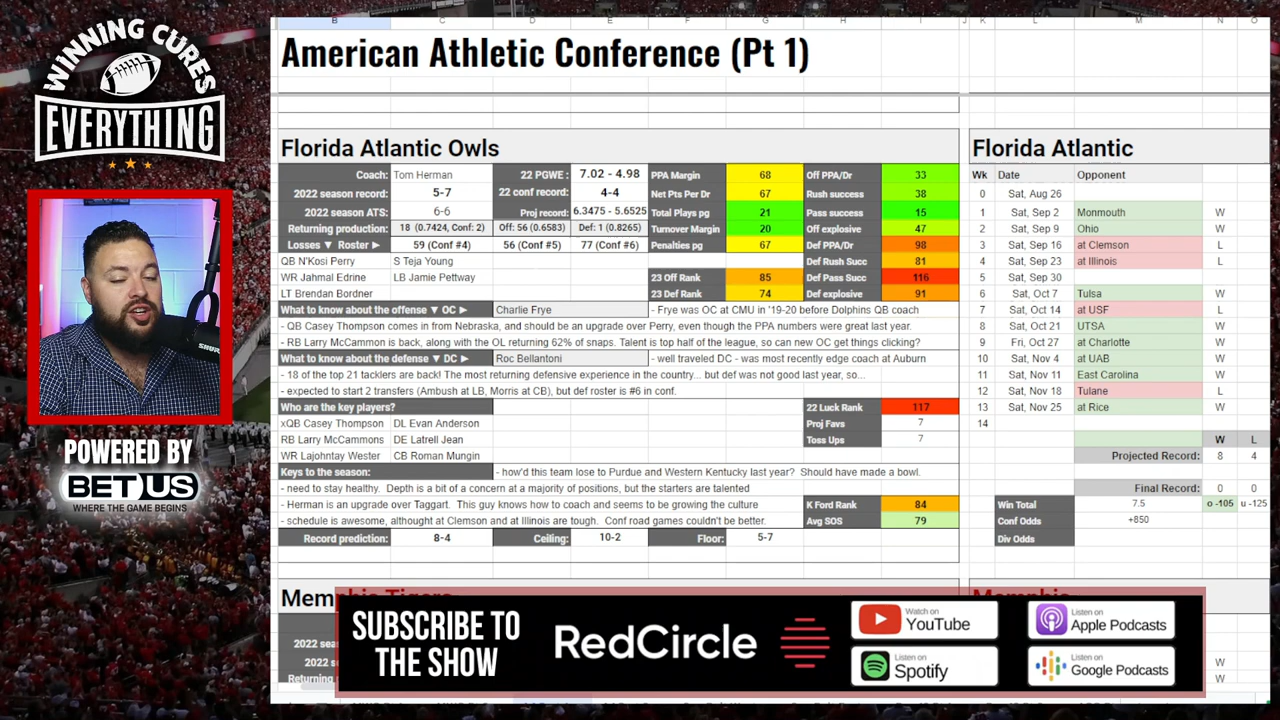 WINNING CURES
EVERYTHING
POWERED BY
BETUS
WHERE THE GAME BEGINS
SHURE
B C D E F G H I J K L M N O
American Athletic Conference (Pt 1)
Florida Atlantic Owls
Coach: Tom Herman 22 PGWE: 7.02 - 4.98 PPA Margin 68 Off PPA/Dr 33
2022 season record: 5-7 22 conf record: 4-4 Net Pts Per Dr 67 Rush success 38
2022 season ATS: 6-6 Proj record: 6.3475 - 5.6525 Total Plays pg 21 Pass success 15
Returning production: 18 (0.7424, Conf: 2) Off: 56 (0.6583) Def: 1 (0.8265) Turnover Margin 20 Off explosive 47
Losses ▼ Roster ► 59 (Conf #4) 56 (Conf #5) 77 (Conf #6) Penalties pg 67 Def PPA/Dr 98
QB N'Kosi Perry S Teja Young Def Rush Succ 81
WR Jahmal Edrine LB Jamie Pettway 23 Off Rank 85 Def Pass Succ 116
LT Brendan Bordner 23 Def Rank 74 Def explosive 91
What to know about the offense ▼ OC ► Charlie Frye - Frye was OC at CMU in '19-20 before Dolphins QB coach
- QB Casey Thompson comes in from Nebraska, and should be an upgrade over Perry, even though the PPA numbers were great last year.
- RB Larry McCammon is back, along with the OL returning 62% of snaps. Talent is top half of the league, so can new OC get things clicking?
What to know about the defense ▼ DC ► Roc Bellantoni - well traveled DC - was most recently edge coach at Auburn
- 18 of the top 21 tacklers are back! The most returning defensive experience in the country... but def was not good last year, so...
- expected to start 2 transfers (Ambush at LB, Morris at CB), but def roster is #6 in conf.
Who are the key players? 22 Luck Rank 117
xQB Casey Thompson DL Evan Anderson Proj Favs 7
RB Larry McCammons DE Latrell Jean Toss Ups 7
WR Lajohntay Wester CB Roman Mungin
Keys to the season: - how'd this team lose to Purdue and Western Kentucky last year? Should have made a bowl.
- need to stay healthy. Depth is a bit of a concern at a majority of positions, but the starters are talented
- Herman is an upgrade over Taggart. This guy knows how to coach and seems to be growing the culture K Ford Rank 84
- schedule is awesome, althought at Clemson and at Illinois are tough. Conf road games couldn't be better. Avg SOS 79
Record prediction: 8-4 Ceiling: 10-2 Floor: 5-7
Florida Atlantic
Wk Date Opponent
0 Sat, Aug 26
1 Sat, Sep 2 Monmouth W
2 Sat, Sep 9 Ohio W
3 Sat, Sep 16 at Clemson L
4 Sat, Sep 23 at Illinois L
5 Sat, Sep 30
6 Sat, Oct 7 Tulsa W
7 Sat, Oct 14 at USF L
8 Sat, Oct 21 UTSA W
9 Fri, Oct 27 at Charlotte W
10 Sat, Nov 4 at UAB W
11 Sat, Nov 11 East Carolina W
12 Sat, Nov 18 Tulane L
13 Sat, Nov 25 at Rice W
14
W L
Projected Record: 8 4
Final Record: 0 0
Win Total 7.5 o -105 u -125
Conf Odds +850
Div Odds
Memphis Tigers
Memphis
2022 sea
2022 s
Returning
W
W
SUBSCRIBE TO
THE SHOW
RedCircle
Watch on
YouTube
Listen on
Apple Podcasts
Listen on
Spotify
Listen on
Google Podcasts